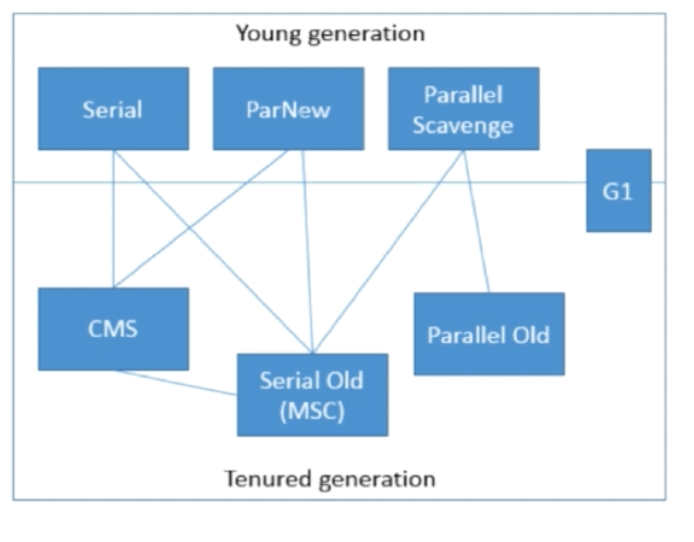 Young generation
Serial
ParNew
Parallel
Scavenge
G1
CMS
Parallel Old
Serial Old
(MSC)
Tenured generation